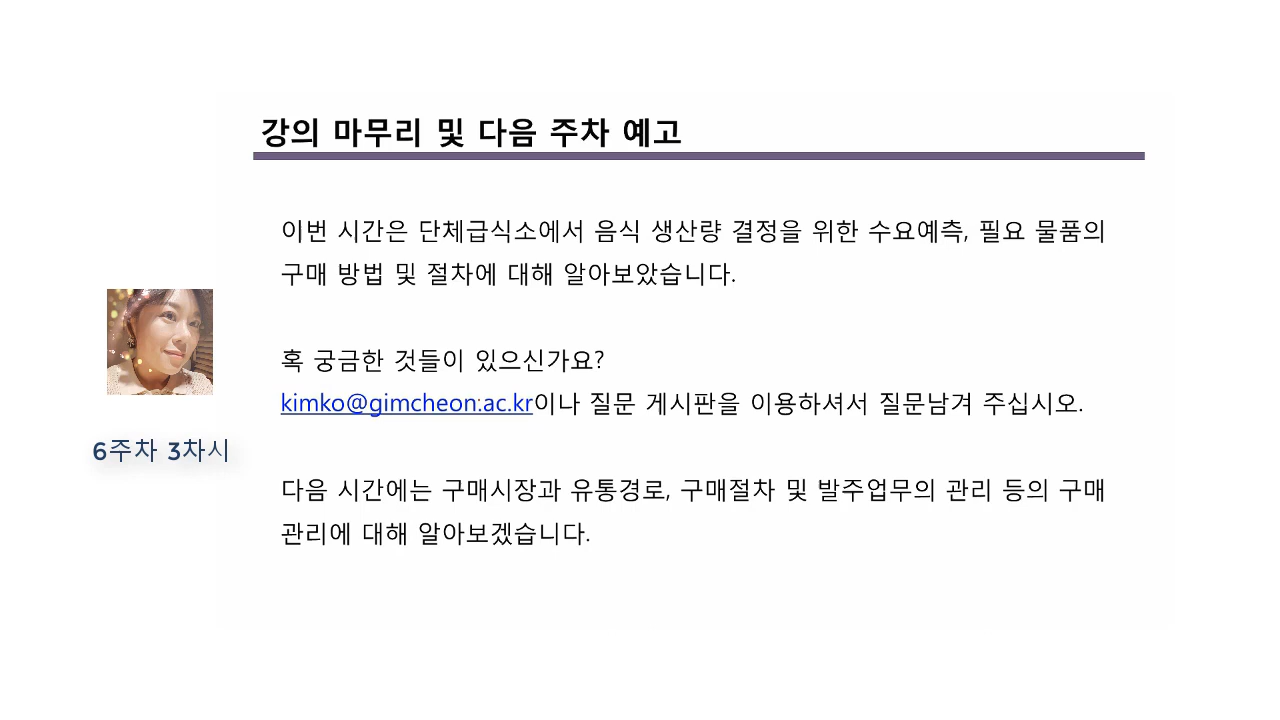 강의 마무리 및 다음 주차 예고
이번 시간은 단체급식소에서 음식 생산량 결정을 위한 수요예측, 필요 물품의
구매 방법 및 절차에 대해 알아보았습니다.
혹 궁금한 것들이 있으신가요?
kimko@gimcheon.ac.kr이나 질문 게시판을 이용하셔서 질문남겨 주십시오.
6주차 3차시
다음 시간에는 구매시장과 유통경로, 구매절차 및 발주업무의 관리 등의 구매
관리에 대해 알아보겠습니다.